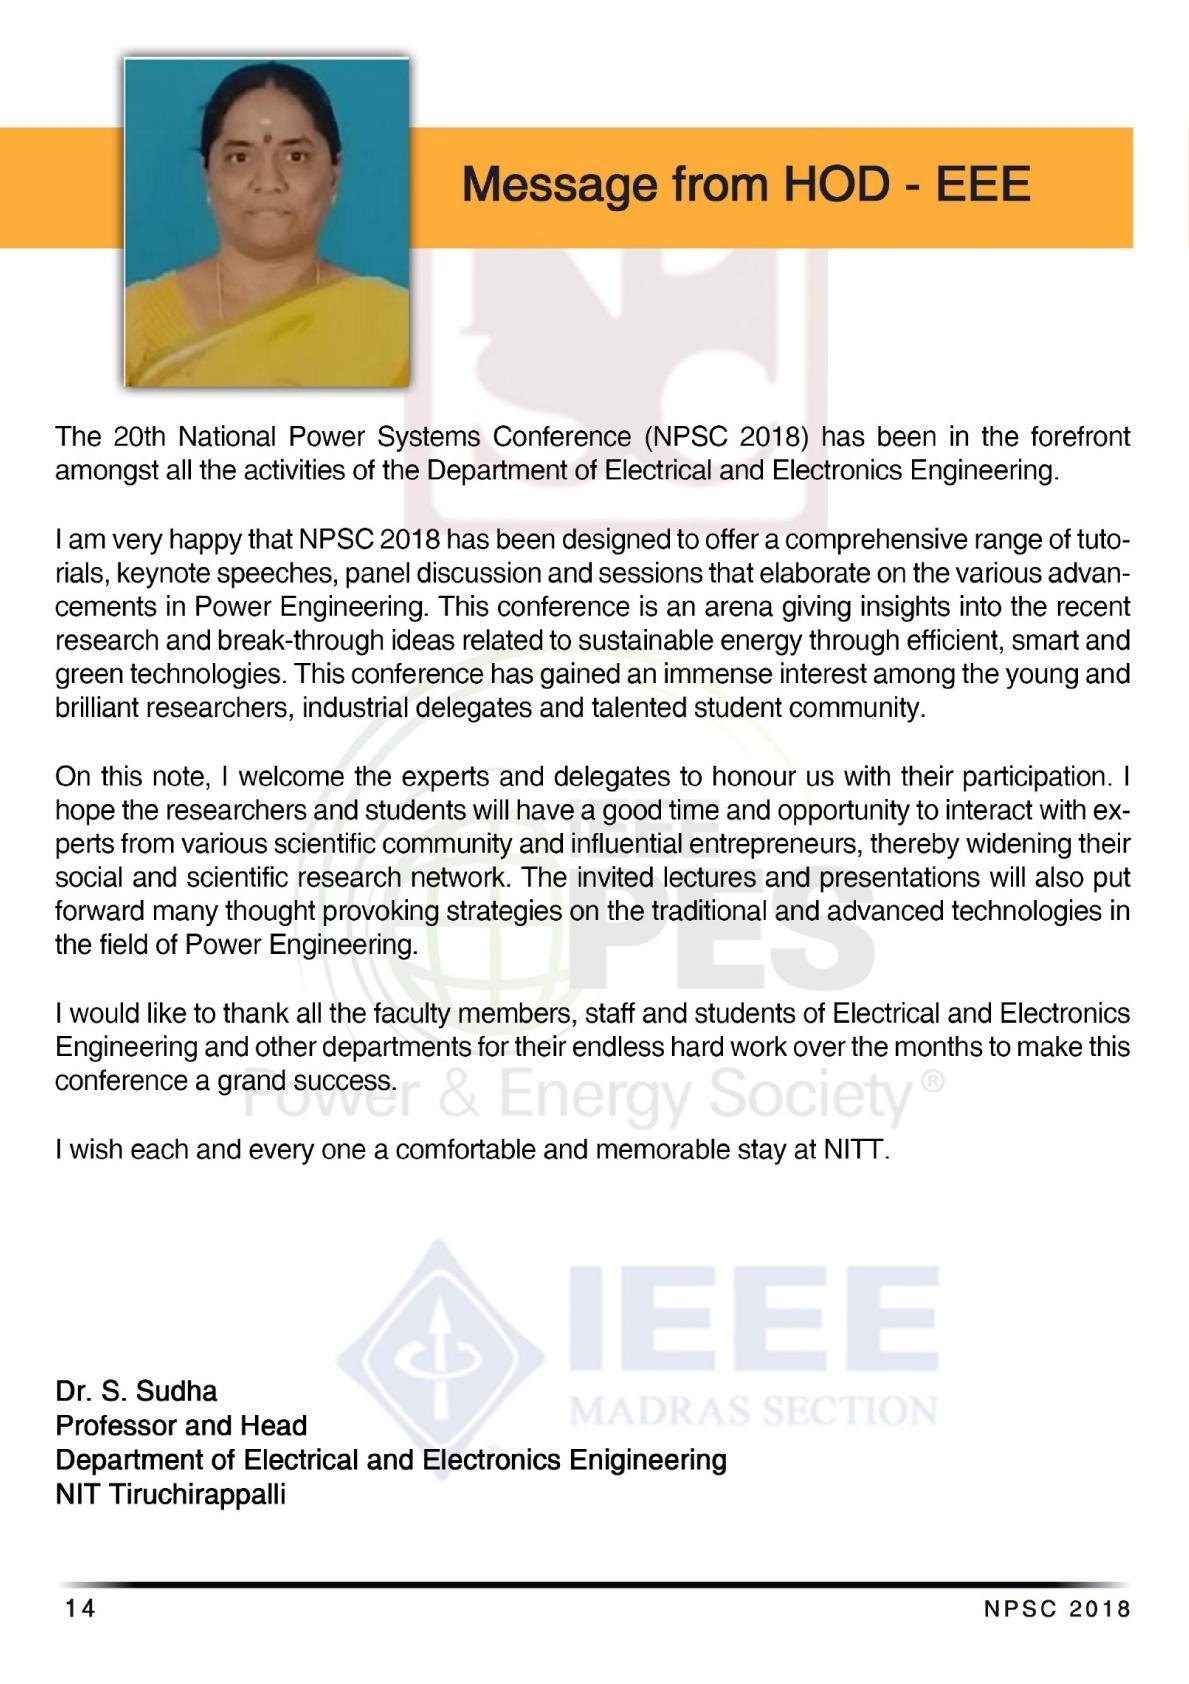 Message from HOD - EEE
The 20th National Power Systems Conference (NPSC 2018) has been in the forefront
amongst all the activities of the Department of Electrical and Electronics Engineering.
I am very happy that NPSC 2018 has been designed to offer a comprehensive range of tuto-
rials, keynote speeches, panel discussion and sessions that elaborate on the various advan-
cements in Power Engineering. This conference is an arena giving insights into the recent
research and break-through ideas related to sustainable energy through efficient, smart and
green technologies. This conference has gained an immense interest among the young and
brilliant researchers, industrial delegates and talented student community.
On this note, I welcome the experts and delegates to honour us with their participation. I
hope the researchers and students will have a good time and opportunity to interact with ex-
perts from various scientific community and influential entrepreneurs, thereby widening their
social and scientific research network. The invited lectures and presentations will also put
forward many thought provoking strategies on the traditional and advanced technologies in
the field of Power Engineering.
I would like to thank all the faculty members, staff and students of Electrical and Electronics
Engineering and other departments for their endless hard work over the months to make this
conference a grand success.
I wish each and every one a comfortable and memorable stay at NITT.
NPSC
IEEE
PES
Power & Energy Society®
IEEE
MADRAS SECTION
Dr. S. Sudha
Professor and Head
Department of Electrical and Electronics Enigineering
NIT Tiruchirappalli
14
NPSC 2018